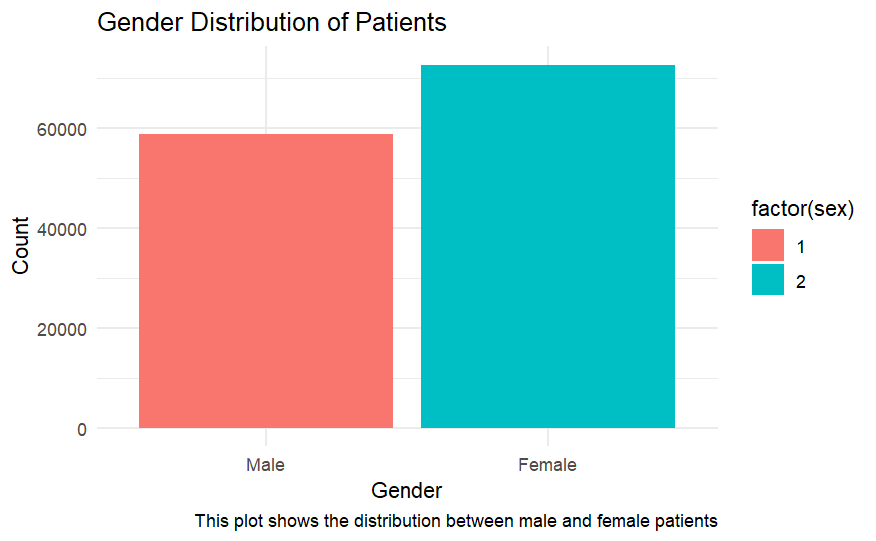 Gender Distribution of Patients
60000
40000
20000
0
Count
Male Female
Gender
This plot shows the distribution between male and female patients
factor(sex)
1
2